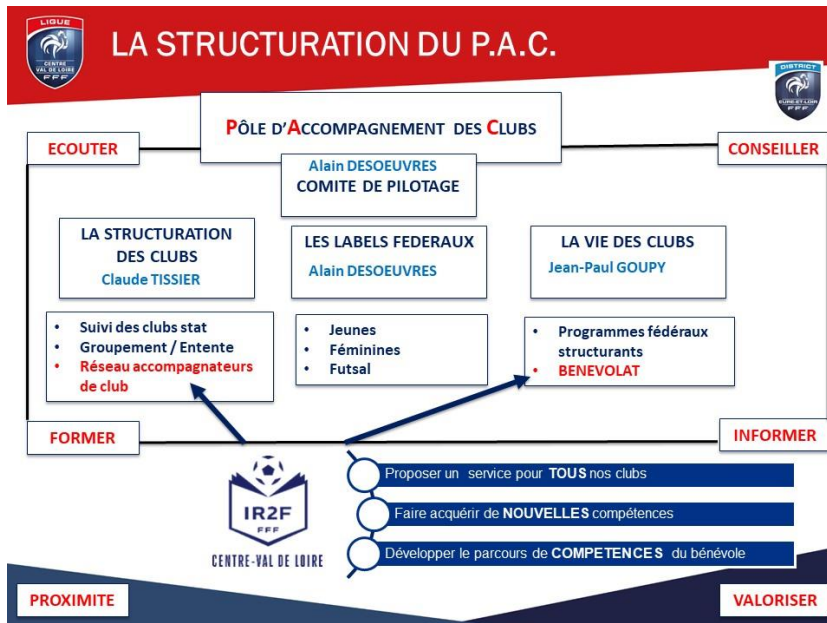 LIGUE
CENTRE
VAL DE LOIRE
FFF
LA STRUCTURATION DU P.A.C.
DISTRICT
EURE-ET-LOIR
FFF
PÔLE D'ACCOMPAGNEMENT DES CLUBS
ECOUTER
CONSEILLER
Alain DESOEUVRES
COMITE DE PILOTAGE
LA STRUCTURATION
DES CLUBS
Claude TISSIER
LES LABELS FEDERAUX
Alain DESOEUVRES
LA VIE DES CLUBS
Jean-Paul GOUPY
• Suivi des clubs stat
• Groupement / Entente
• Réseau accompagnateurs
de club
• Jeunes
• Féminines
• Futsal
• Programmes fédéraux
structurants
• BENEVOLAT
FORMER
INFORMER
IR2F
FFF
CENTRE-VAL DE LOIRE
Proposer un service pour TOUS nos clubs
Faire acquérir de NOUVELLES compétences
Développer le parcours de COMPETENCES du bénévole
PROXIMITE
VALORISER